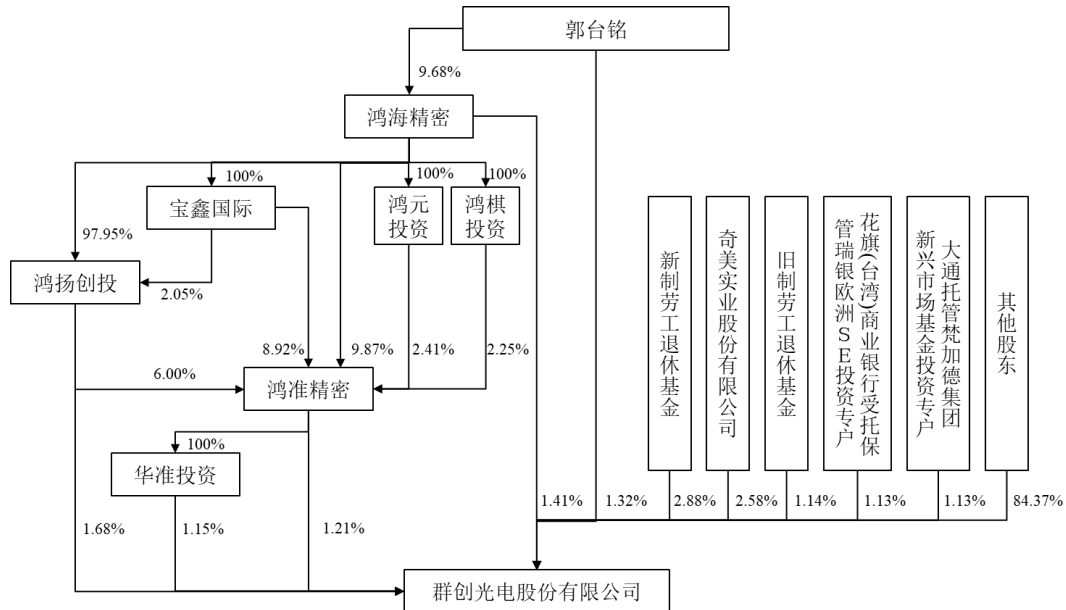 郭台铭
9.68%
鸿海精密
100%
100%
100%
宝鑫国际
鸿元
投资
鸿棋
投资
97.95%
鸿扬创投
2.05%
8.92%
9.87%
2.41%
2.25%
6.00%
鸿准精密
100%
华准投资
新制劳工退休基金
奇美实业股份有限公司
旧制劳工退休基金
花旗(台湾)商业银行受托保
管瑞银欧洲SE投资专户
大通托管梵加德集团
新兴市场基金投资专户
其他股东
1.68%
1.15%
1.21%
1.41%
1.32%
2.88%
2.58%
1.14%
1.13%
1.13%
84.37%
群创光电股份有限公司